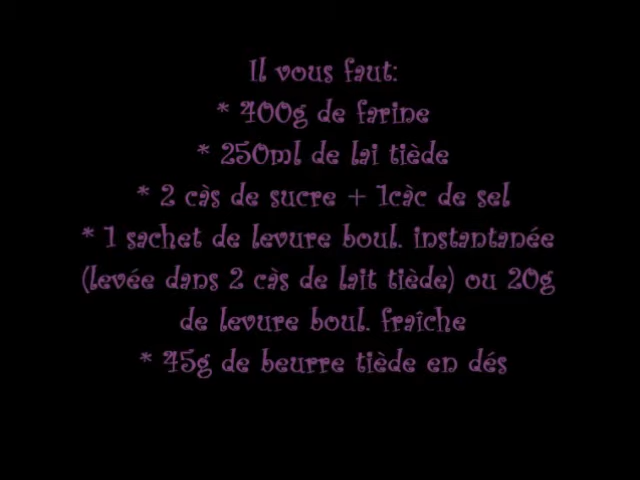 Il vous faut:
* 400g de farine
* 250ml de lai tiède
* 2 càs de sucre + 1càc de sel
* 1 sachet de levure boul. instantanée
(levée dans 2 càs de lait tiède) ou 20g
de levure boul. fraîche
* 45g de beurre tiède en dés